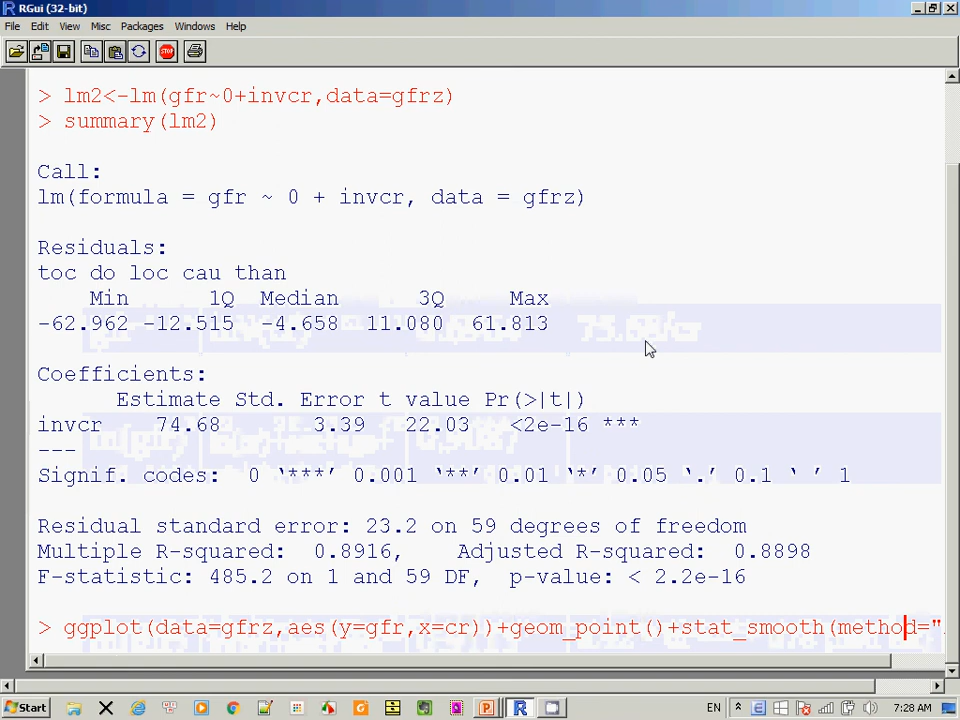 RGui (32-bit)
File Edit View Misc Packages Windows Help
> lm2<-lm(gfr~0+invcr,data=gfrz)
> summary(lm2)
Call:
lm(formula = gfr ~ 0 + invcr, data = gfrz)
Residuals:
toc do loc cau than
Min 1Q Median 3Q Max
-62.962 -12.515 -4.658 11.080 61.813
Coefficients:
Estimate Std. Error t value Pr(>|t|)
invcr 74.68 3.39 22.03 <2e-16 ***
---
Signif. codes: 0 ‘***’ 0.001 ‘**’ 0.01 ‘*’ 0.05 ‘.’ 0.1 ‘ ’ 1
Residual standard error: 23.2 on 59 degrees of freedom
Multiple R-squared: 0.8916, Adjusted R-squared: 0.8898
F-statistic: 485.2 on 1 and 59 DF, p-value: < 2.2e-16
> ggplot(data=gfrz,aes(y=gfr,x=cr))+geom_point()+stat_smooth(method="
Start EN 7:28 AM